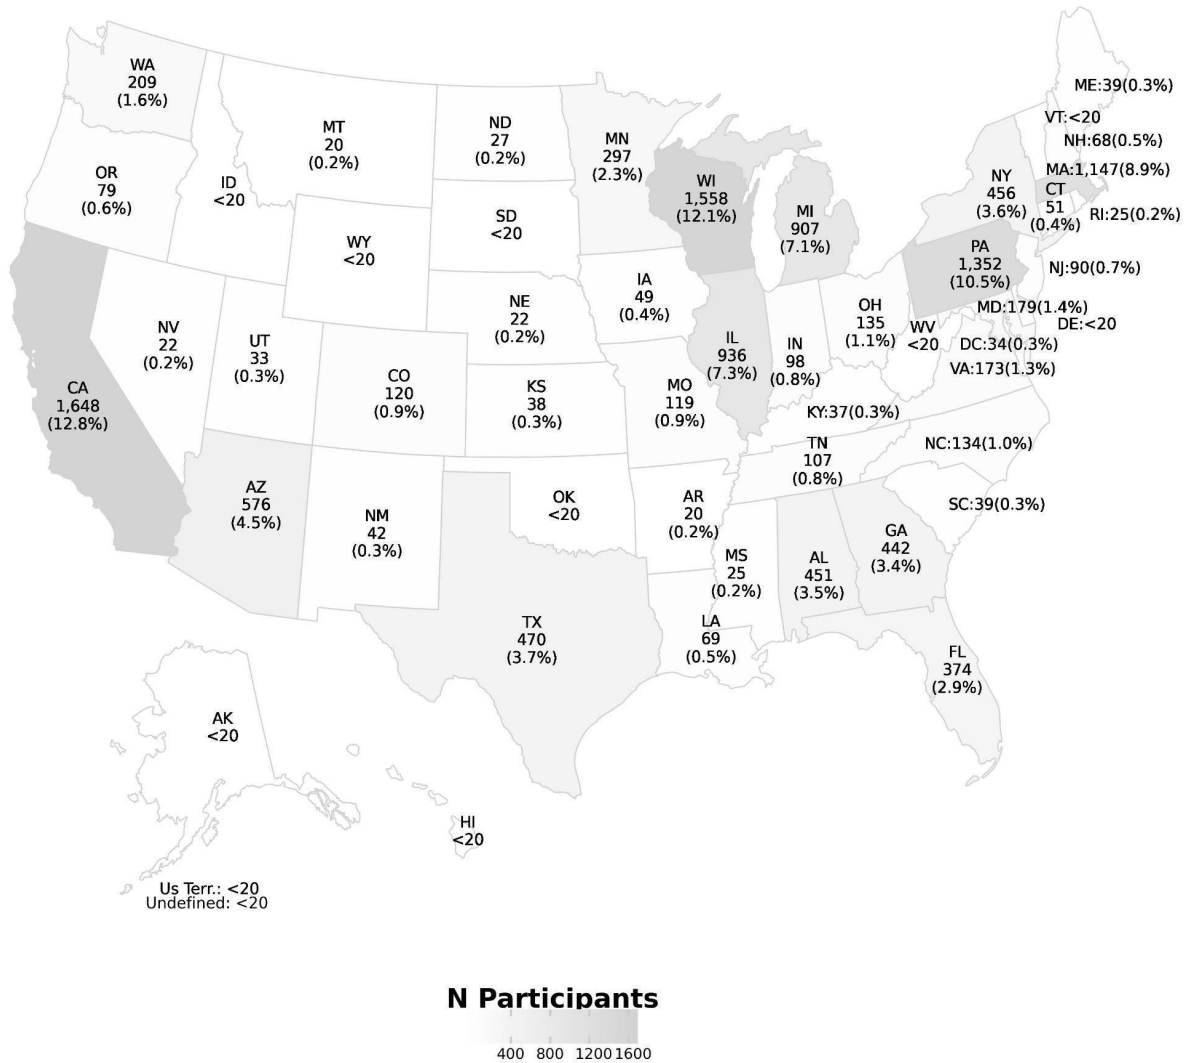 WA
209
(1.6%)
OR
79
(0.6%)
ID
<20
MT
20
(0.2%)
ND
27
(0.2%)
MN
297
(2.3%)
WI
1,558
(12.1%)
MI
907
(7.1%)
NY
456
(3.6%)
ME:39(0.3%)
VT:<20
NH:68(0.5%)
MA:1,147(8.9%)
CT
51
(0.4%)
RI:25(0.2%)
WY
<20
SD
<20
PA
1,352
(10.5%)
NJ:90(0.7%)
MD:179(1.4%)
DE:<20
DC:34(0.3%)
VA:173(1.3%)
IA
49
(0.4%)
NE
22
(0.2%)
NV
22
(0.2%)
UT
33
(0.3%)
CA
1,648
(12.8%)
CO
120
(0.9%)
KS
38
(0.3%)
MO
119
(0.9%)
IL
936
(7.3%)
IN
98
(0.8%)
OH
135
(1.1%)
WV
<20
KY:37(0.3%)
TN
107
(0.8%)
NC:134(1.0%)
SC:39(0.3%)
AZ
576
(4.5%)
NM
42
(0.3%)
OK
<20
AR
20
(0.2%)
MS
25
(0.2%)
AL
451
(3.5%)
GA
442
(3.4%)
TX
470
(3.7%)
LA
69
(0.5%)
FL
374
(2.9%)
AK
<20
HI
<20
Us Terr.: <20
Undefined: <20
N Participants
400 800 1200 1600